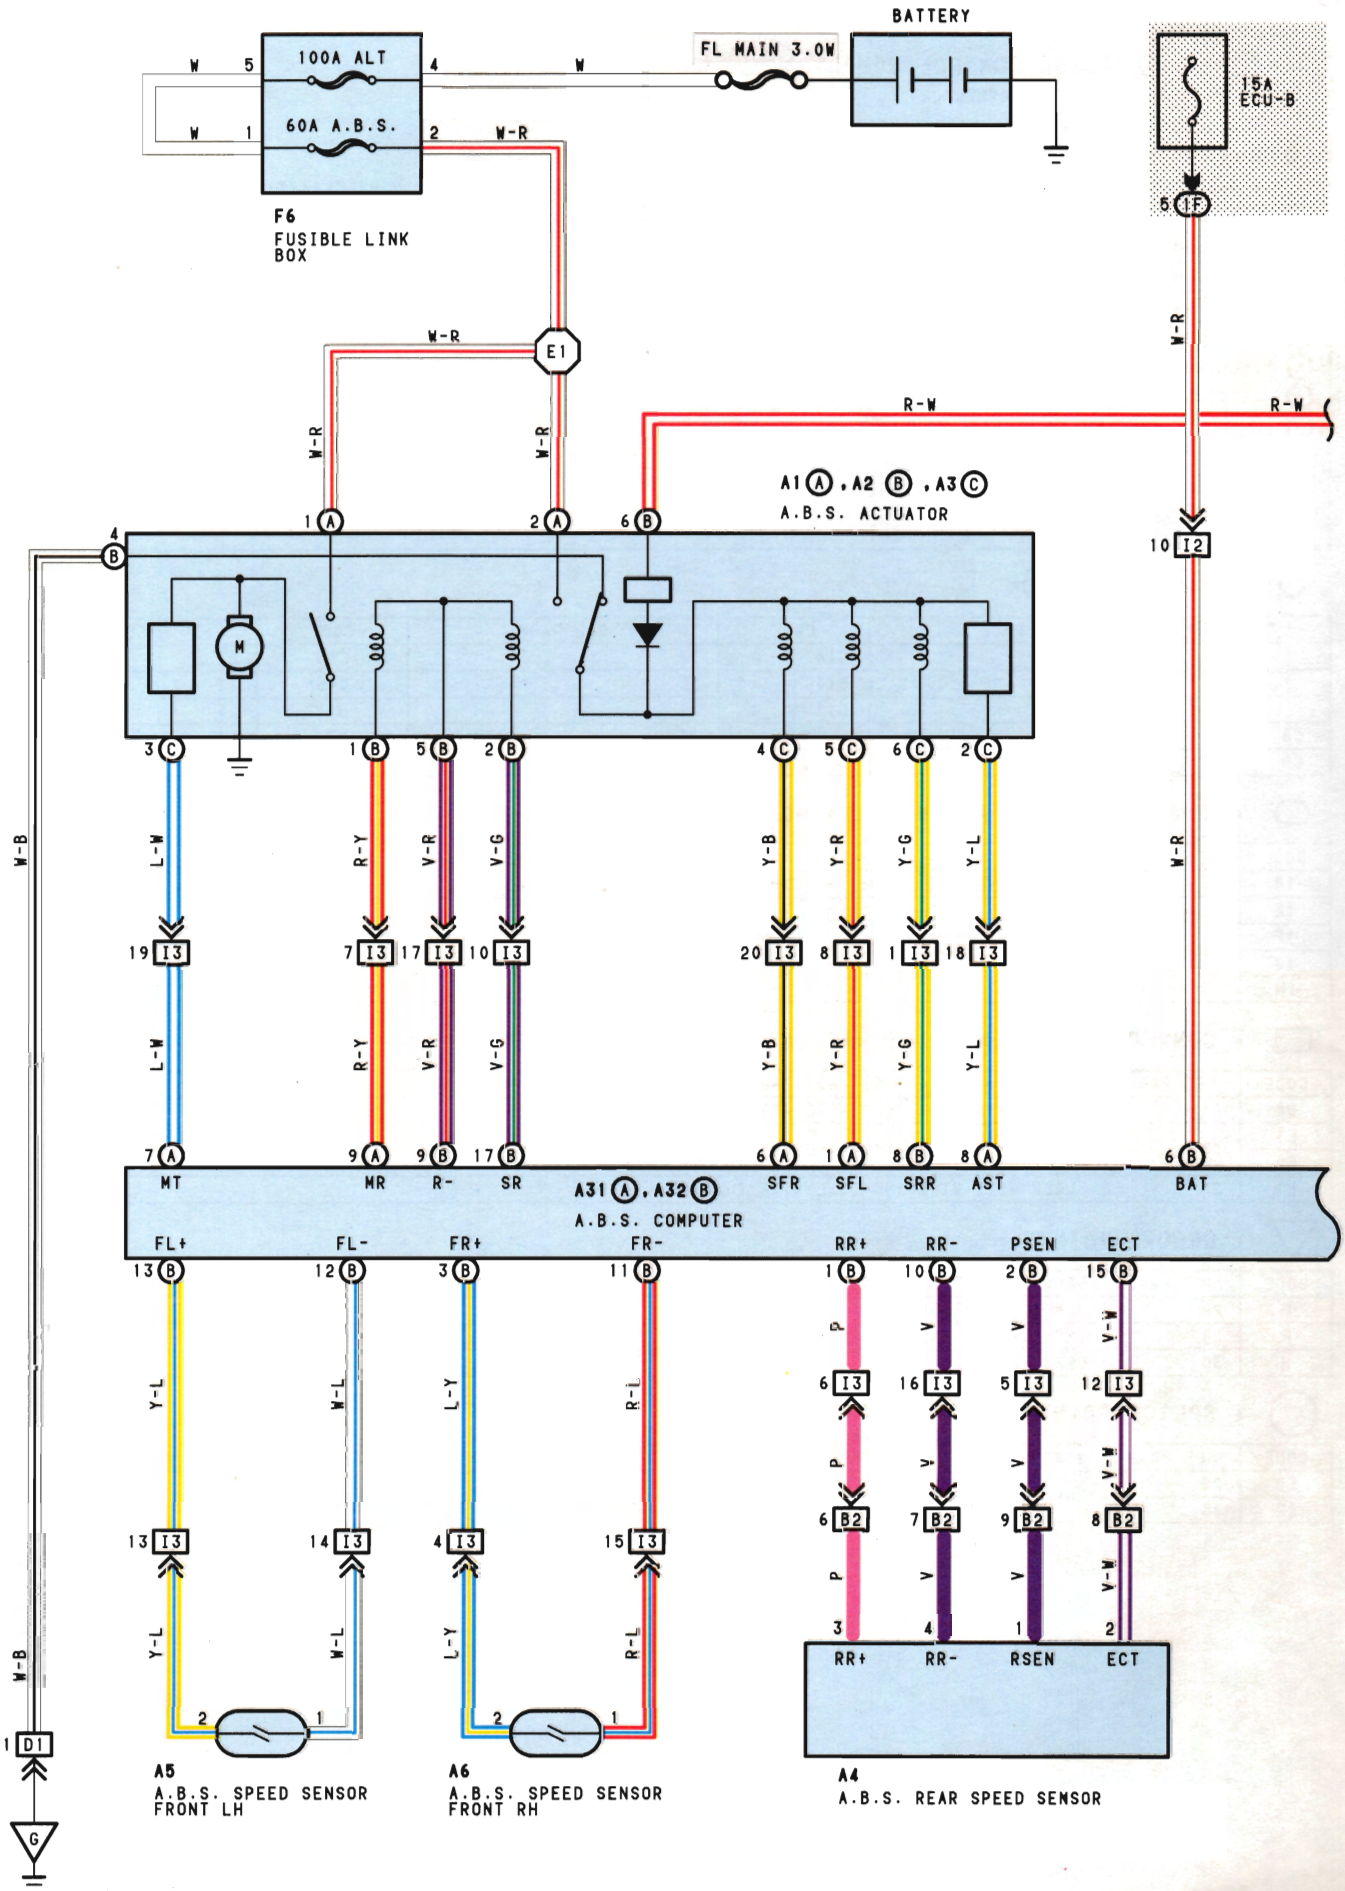 BATTERY
FL MAIN 3.0W
W 5 100A ALT 4 W
W 1 60A A.B.S. 2 W-R
15A
ECU-B
5 1F
F6
FUSIBLE LINK
BOX
W-R
E1
W-R
R-W R-W
W-R W-R
A1 A , A2 B , A3 C
A.B.S. ACTUATOR
1 A 2 A 6 B
4 B
10 I2
M
3 C 1 B 5 B 2 B 4 C 5 C 6 C 2 C
W-B L-W R-Y V-R V-G Y-B Y-R Y-G Y-L W-R
19 I3 7 I3 17 I3 10 I3 20 I3 8 I3 1 I3 18 I3
L-W R-Y V-R V-G Y-B Y-R Y-G Y-L
7 A 9 A 9 B 17 B 6 A 1 A 8 B 8 A 6 B
MT MR R- SR SFR SFL SRR AST BAT
A31 A , A32 B
A.B.S. COMPUTER
FL+ FL- FR+ FR- RR+ RR- PSEN ECT
13 B 12 B 3 B 11 B 1 B 10 B 2 B 15 B
P V V V-W
Y-L W-L L-Y R-L
6 I3 16 I3 5 I3 12 I3
P V V V-W
6 B2 7 B2 9 B2 8 B2
13 I3 14 I3 4 I3 15 I3
P V V V-W
W-B Y-L W-L L-Y R-L
3 4 1 2
RR+ RR- RSEN ECT
2 1 2 1
1 D1
A5
A.B.S. SPEED SENSOR
FRONT LH
A6
A.B.S. SPEED SENSOR
FRONT RH
A4
A.B.S. REAR SPEED SENSOR
G